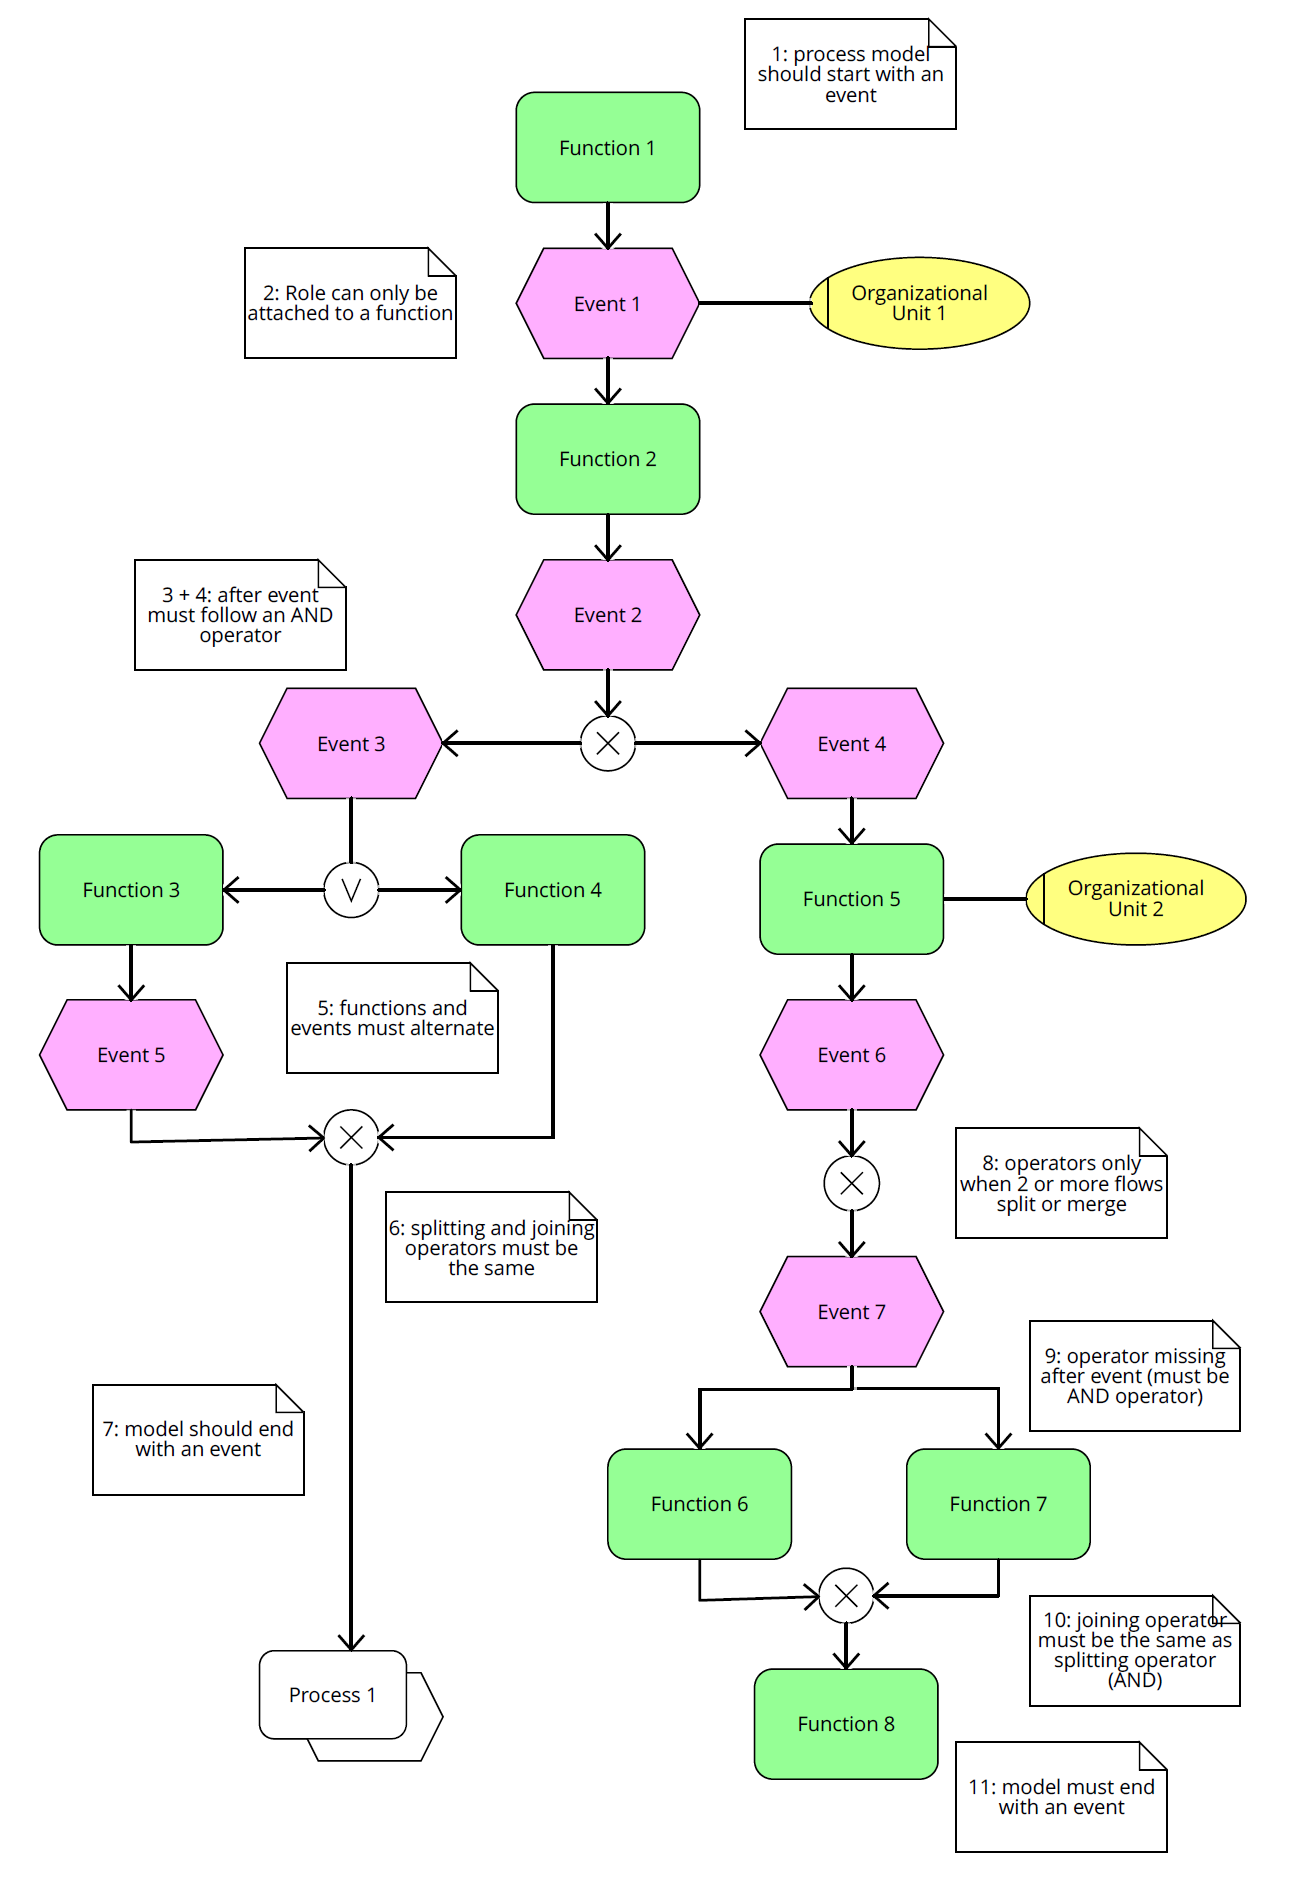 1: process model
should start with an
event
Function 1
2: Role can only be
attached to a function
Event 1
Organizational
Unit 1
Function 2
3 + 4: after event
must follow an AND
operator
Event 2
Event 3
Event 4
Function 3
Function 4
Function 5
Organizational
Unit 2
5: functions and
events must alternate
Event 5
Event 6
8: operators only
when 2 or more flows
split or merge
6: splitting and joining
operators must be
the same
Event 7
9: operator missing
after event (must be
AND operator)
7: model should end
with an event
Function 6
Function 7
10: joining operator
must be the same as
splitting operator
(AND)
Process 1
Function 8
11: model must end
with an event